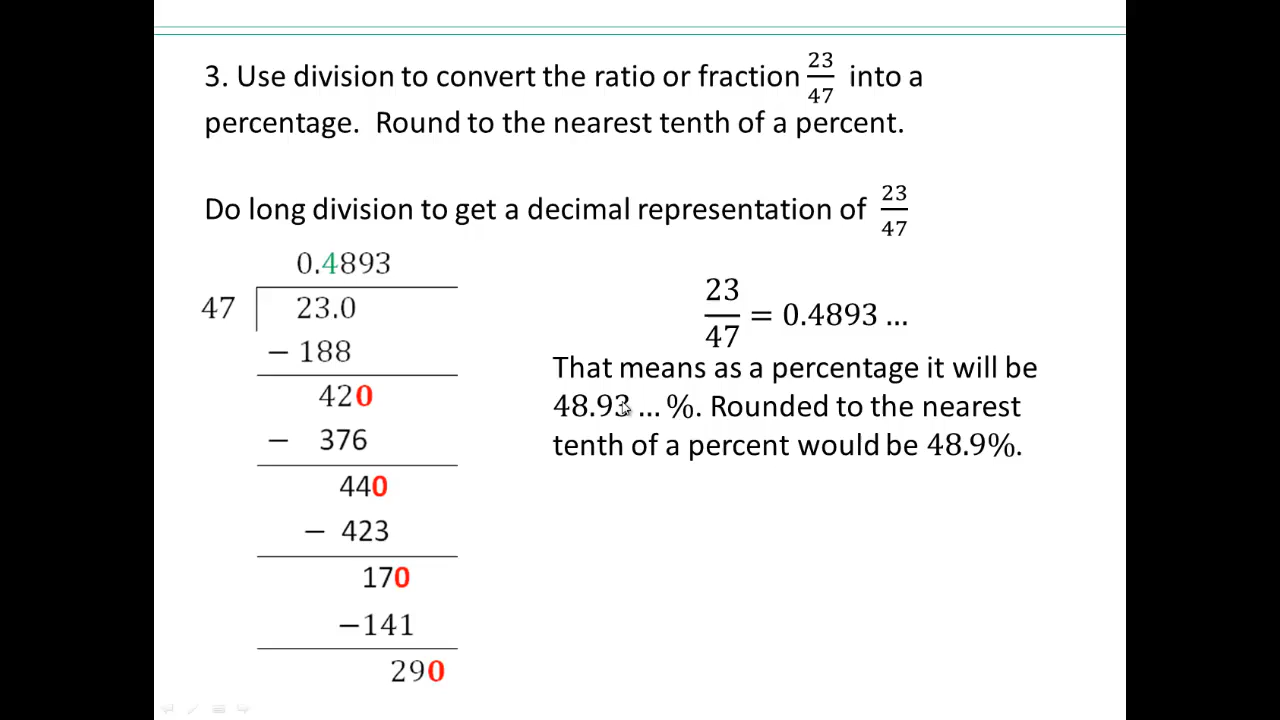 3. Use division to convert the ratio or fraction 23/47 into a
percentage. Round to the nearest tenth of a percent.
Do long division to get a decimal representation of 23/47
0.4893
47 23.0
− 188
420
− 376
440
− 423
170
−141
290
23/47 = 0.4893 ...
That means as a percentage it will be
48.93 ... %. Rounded to the nearest
tenth of a percent would be 48.9%.